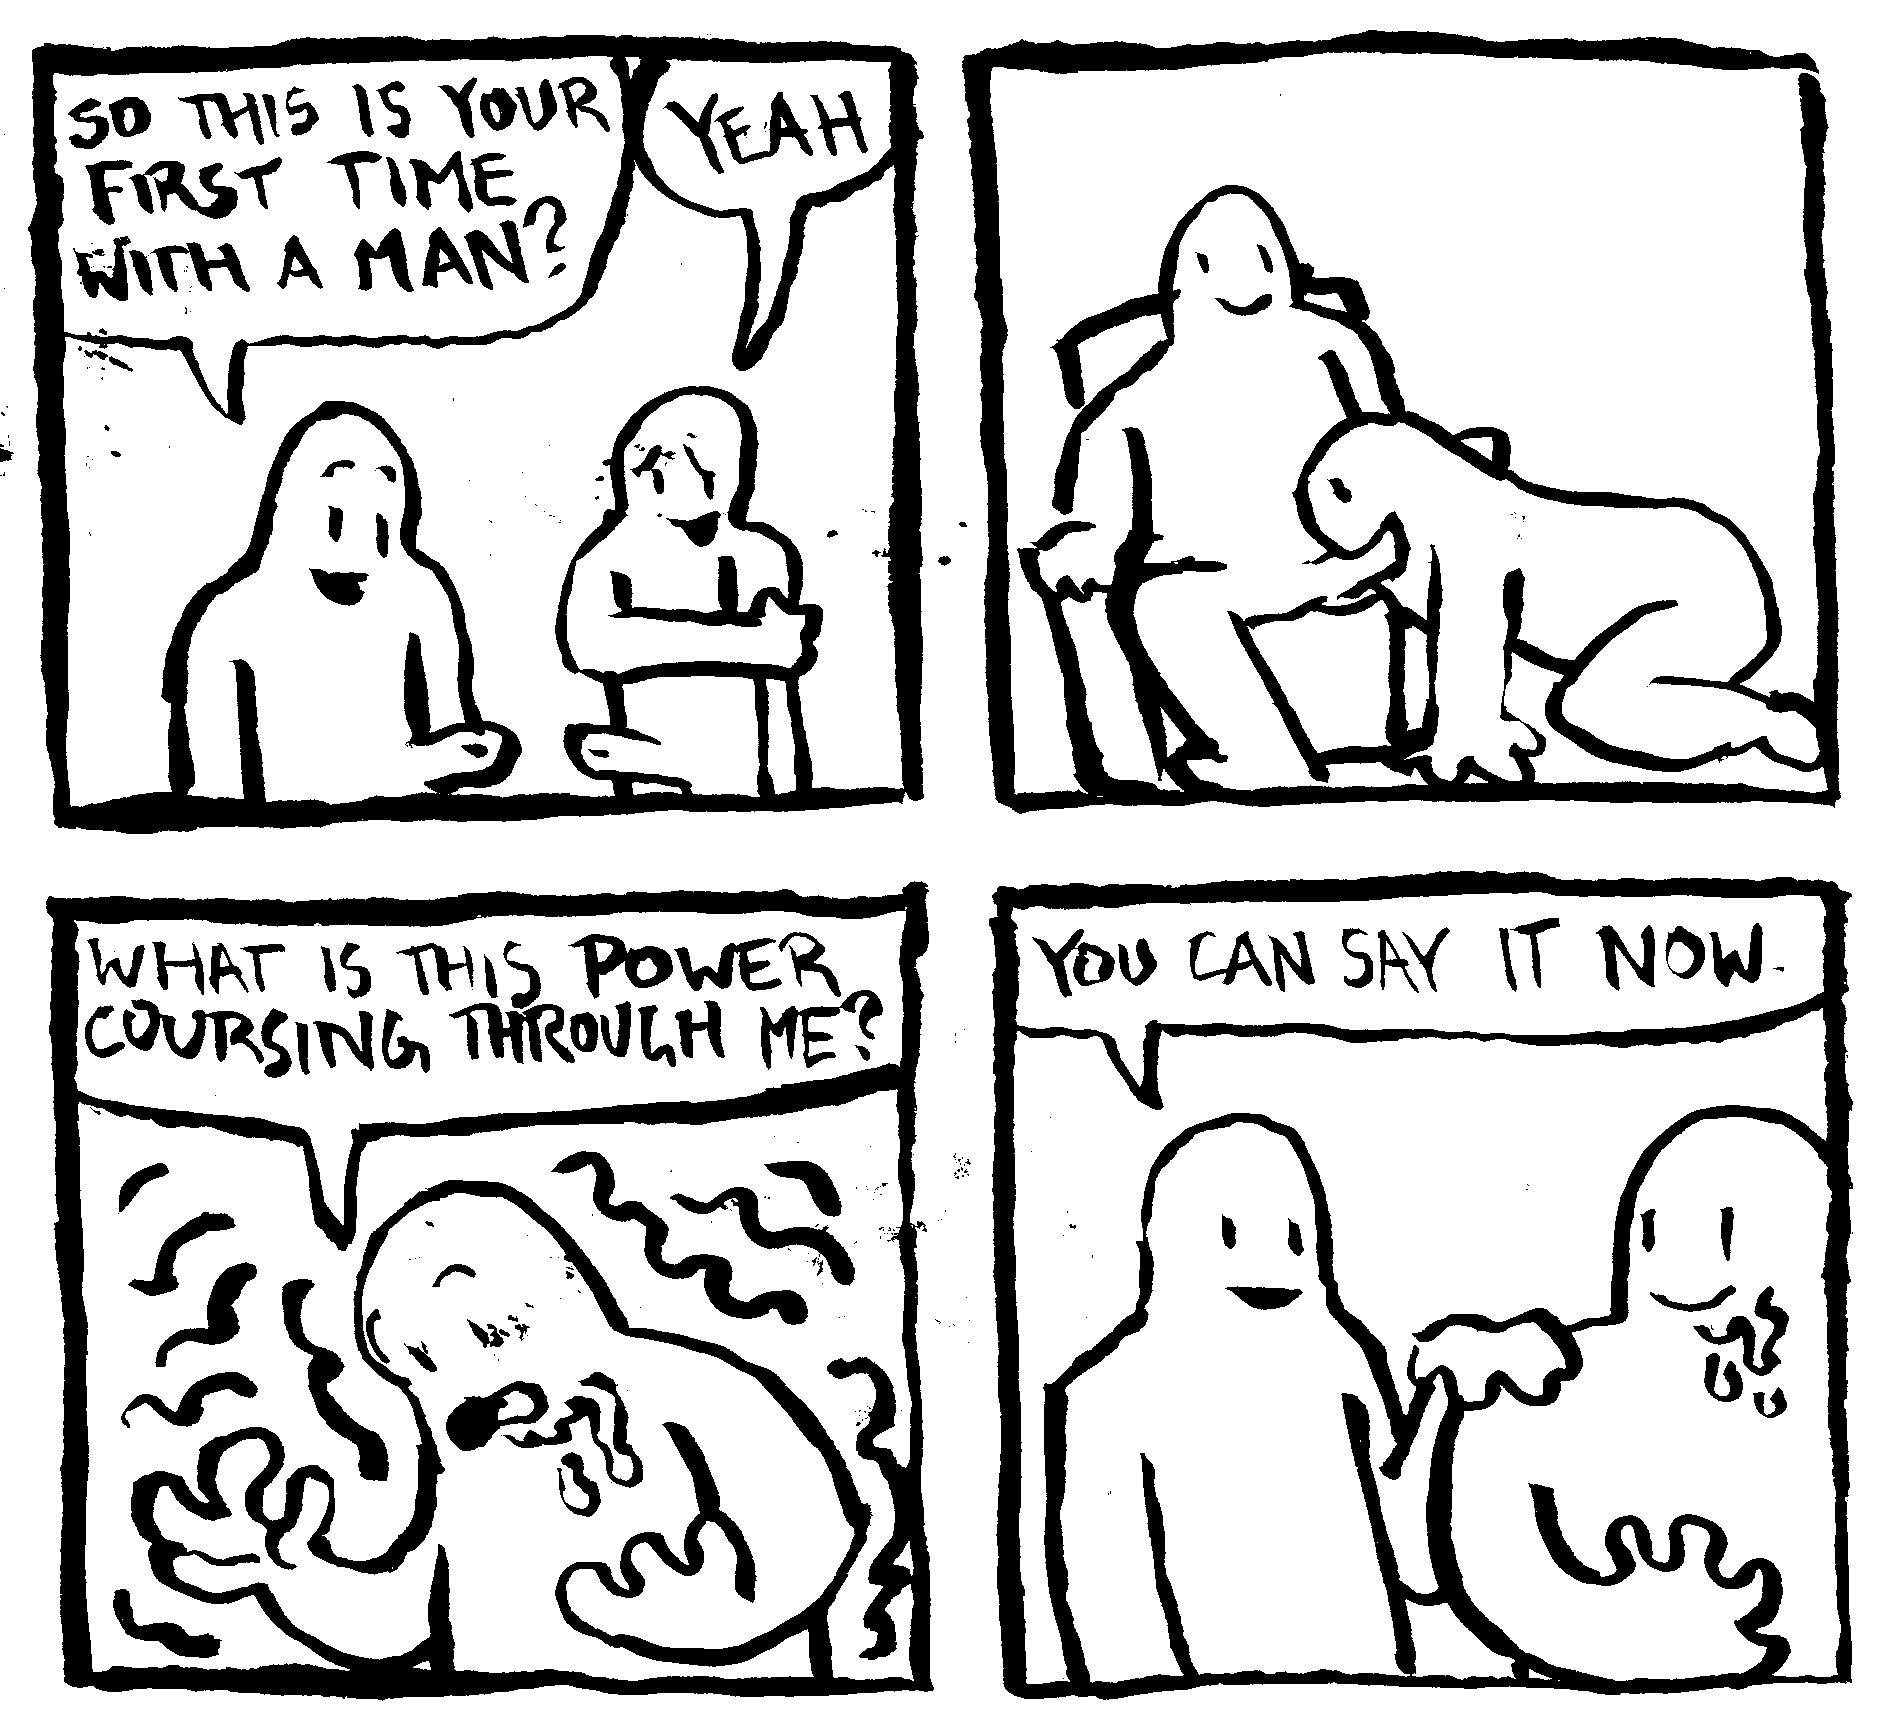 SO THIS IS YOUR
FIRST TIME
WITH A MAN?
YEAH
WHAT IS THIS POWER
COURSING THROUGH ME?
YOU CAN SAY IT NOW.